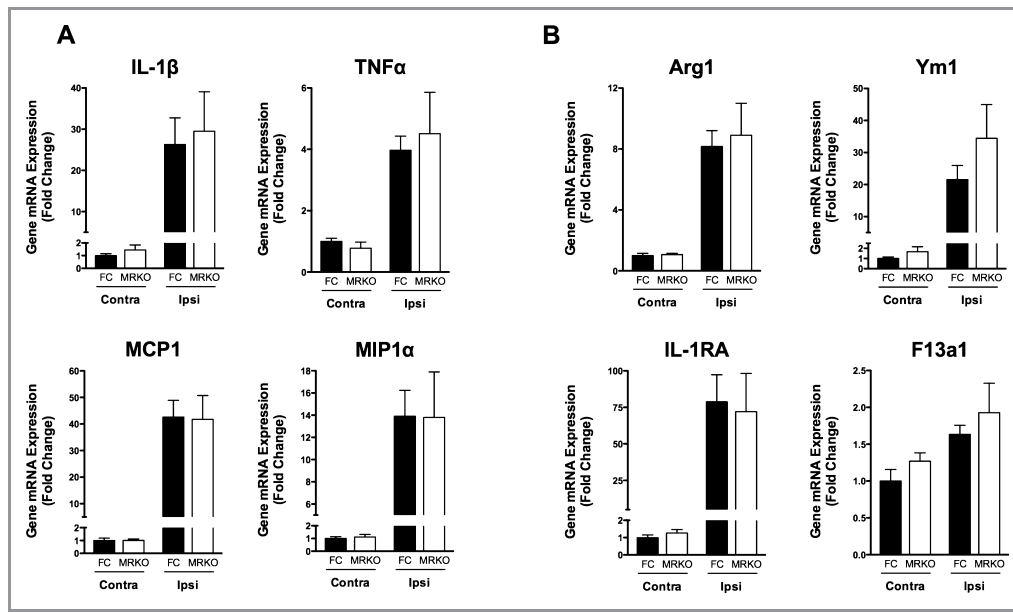 A
IL-1β
Gene mRNA Expression
(Fold Change)
40
30
20
10
2
1
0
FC MRKO FC MRKO
Contra Ipsi
TNFα
Gene mRNA Expression
(Fold Change)
6
4
2
0
FC MRKO FC MRKO
Contra Ipsi
MCP1
Gene mRNA Expression
(Fold Change)
60
50
40
30
20
10
2
1
0
FC MRKO FC MRKO
Contra Ipsi
MIP1α
Gene mRNA Expression
(Fold Change)
18
16
14
12
10
8
6
2
1
0
FC MRKO FC MRKO
Contra Ipsi
B
Arg1
Gene mRNA Expression
(Fold Change)
12
8
4
0
FC MRKO FC MRKO
Contra Ipsi
Ym1
Gene mRNA Expression
(Fold Change)
50
40
30
20
10
2
1
0
FC MRKO FC MRKO
Contra Ipsi
IL-1RA
Gene mRNA Expression
(Fold Change)
100
75
50
25
2
1
0
FC MRKO FC MRKO
Contra Ipsi
F13a1
Gene mRNA Expression
(Fold Change)
2.5
2.0
1.5
1.0
0.5
0.0
FC MRKO FC MRKO
Contra Ipsi